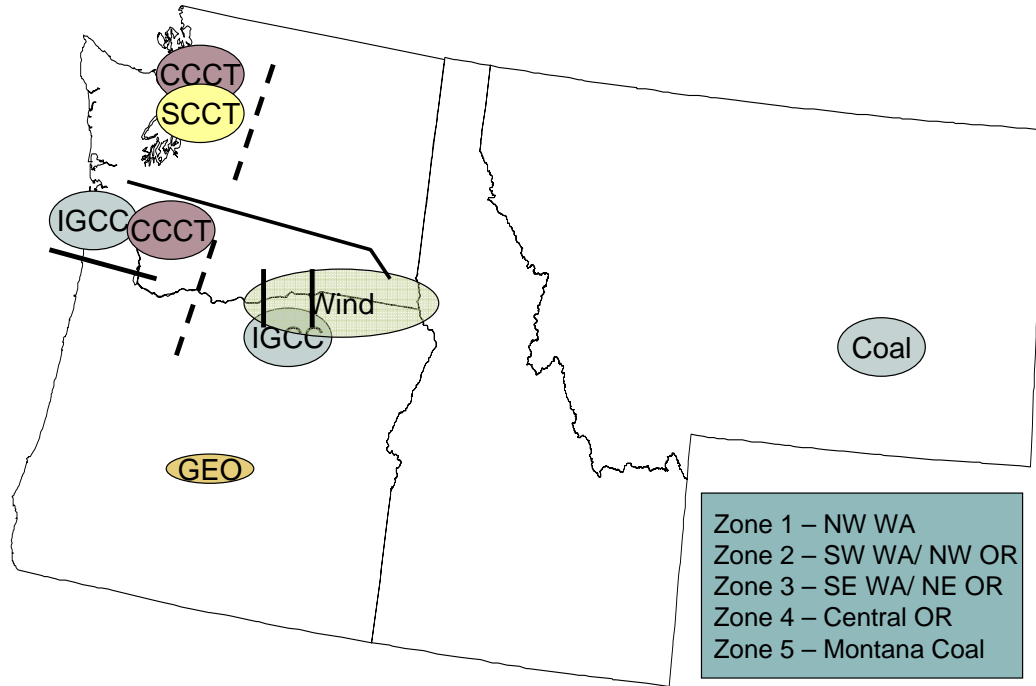 CCCT
SCCT
IGCC
CCCT
Wind
IGCC
Coal
GEO
Zone 1 – NW WA
Zone 2 – SW WA/ NW OR
Zone 3 – SE WA/ NE OR
Zone 4 – Central OR
Zone 5 – Montana Coal